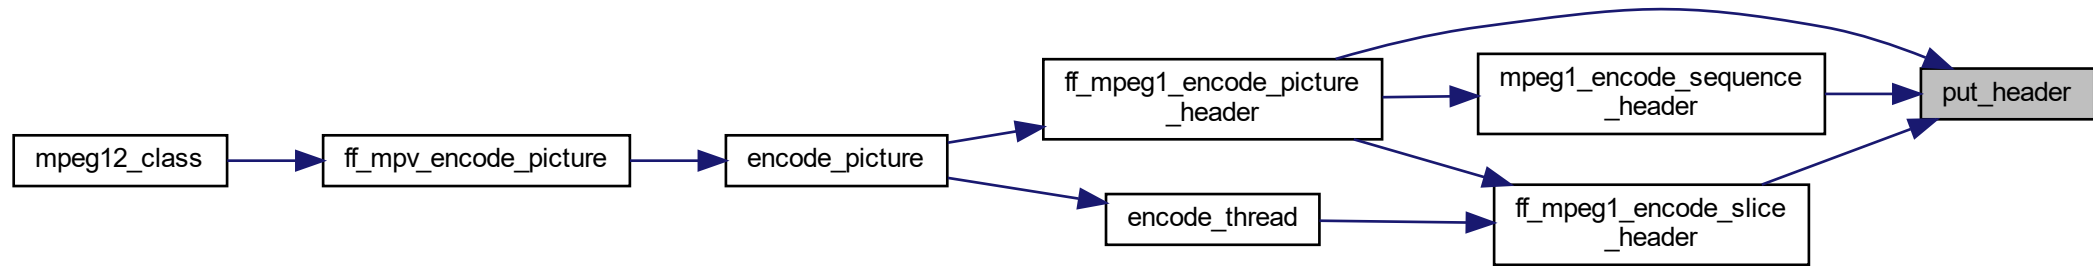 mpeg12_class
ff_mpv_encode_picture
encode_picture
ff_mpeg1_encode_picture
_header
encode_thread
mpeg1_encode_sequence
_header
ff_mpeg1_encode_slice
_header
put_header